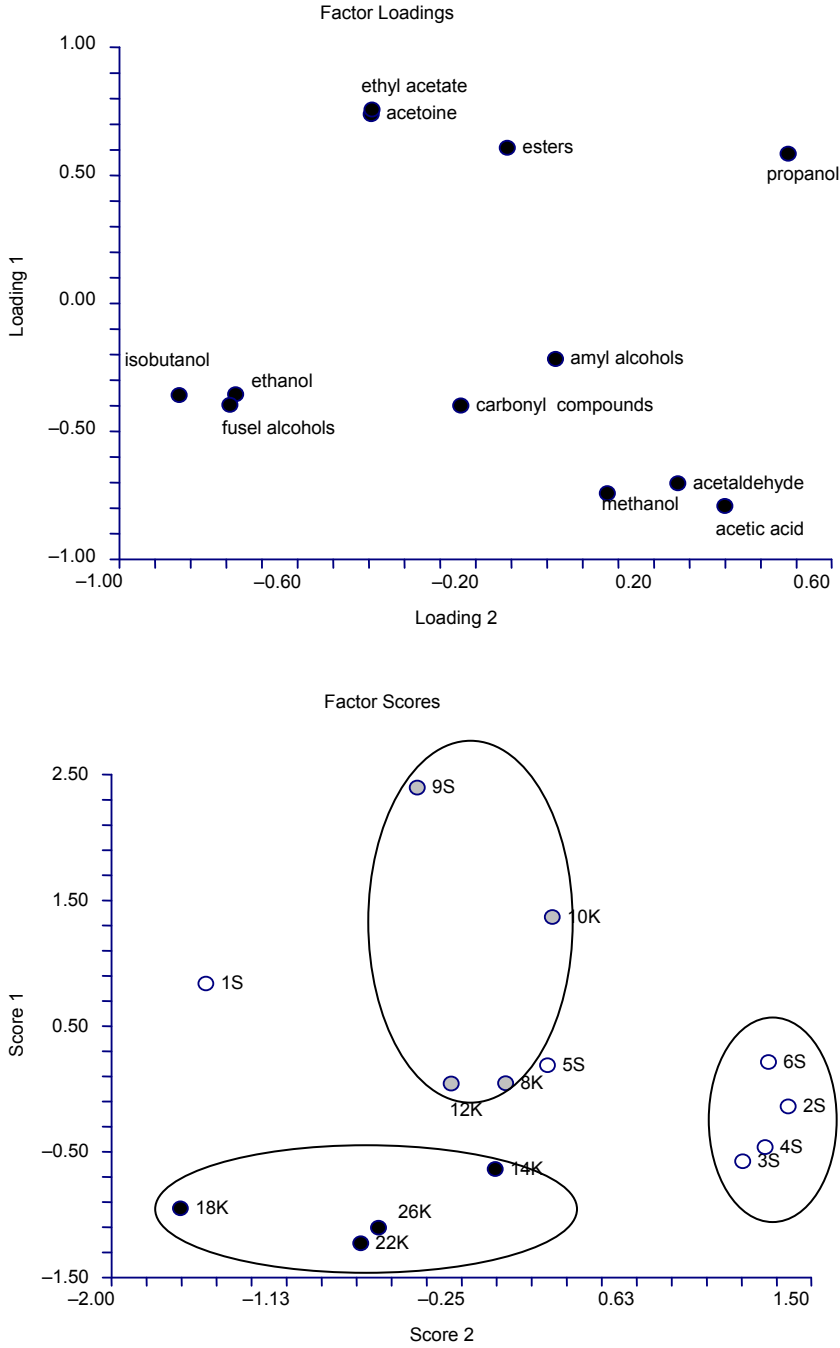 Factor Loadings
1.00
ethyl acetate
acetoine
esters
0.50
propanol
Loading 1
0.00
isobutanol
amyl alcohols
ethanol
carbonyl compounds
fusel alcohols
–0.50
acetaldehyde
methanol
acetic acid
–1.00
–1.00 –0.60 –0.20 0.20 0.60
Loading 2
Factor Scores
2.50
9S
1.50
10K
1S
Score 1
0.50
5S
6S
8K
12K
2S
4S
–0.50
3S
14K
18K
26K
22K
–1.50
–2.00 –1.13 –0.25 0.63 1.50
Score 2